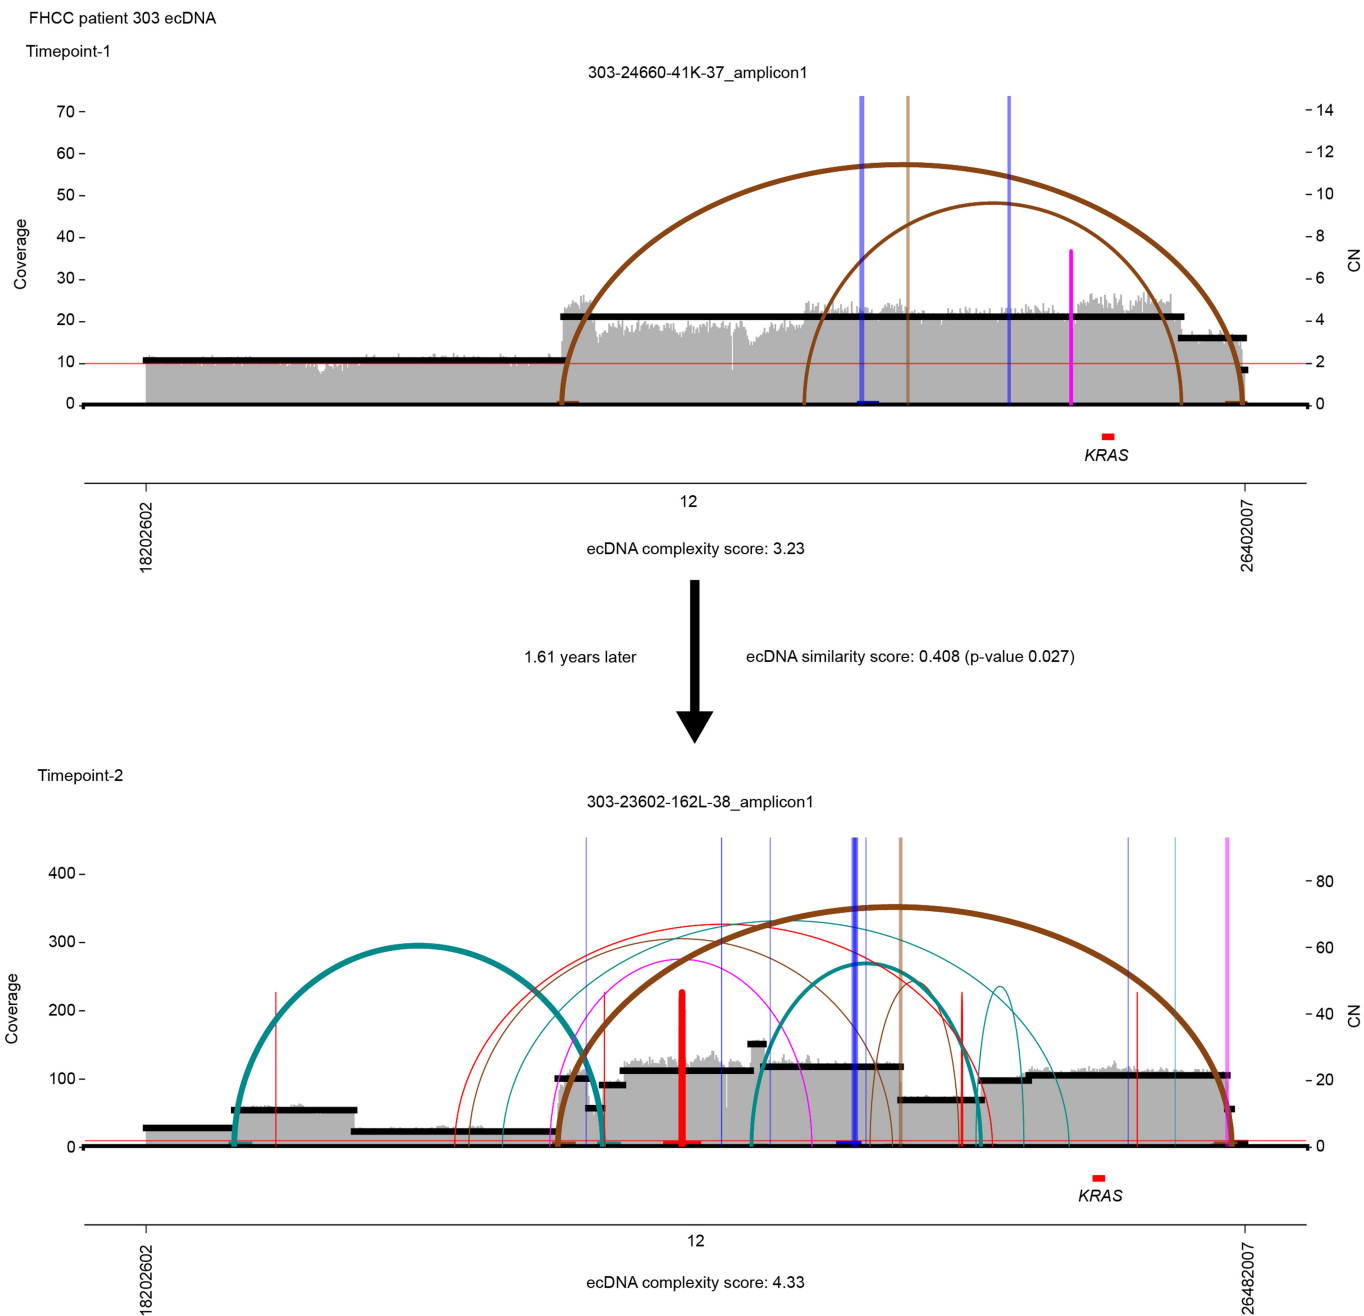 FHCC patient 303 ecDNA
Timepoint-1
303-24660-41K-37_amplicon1
70
60
50
40
30
20
10
0
Coverage
14
12
10
8
6
4
2
0
CN
KRAS
18202602
12
26402007
ecDNA complexity score: 3.23
1.61 years later
ecDNA similarity score: 0.408 (p-value 0.027)
Timepoint-2
303-23602-162L-38_amplicon1
400
300
200
100
0
Coverage
80
60
40
20
0
CN
KRAS
18202602
12
26482007
ecDNA complexity score: 4.33